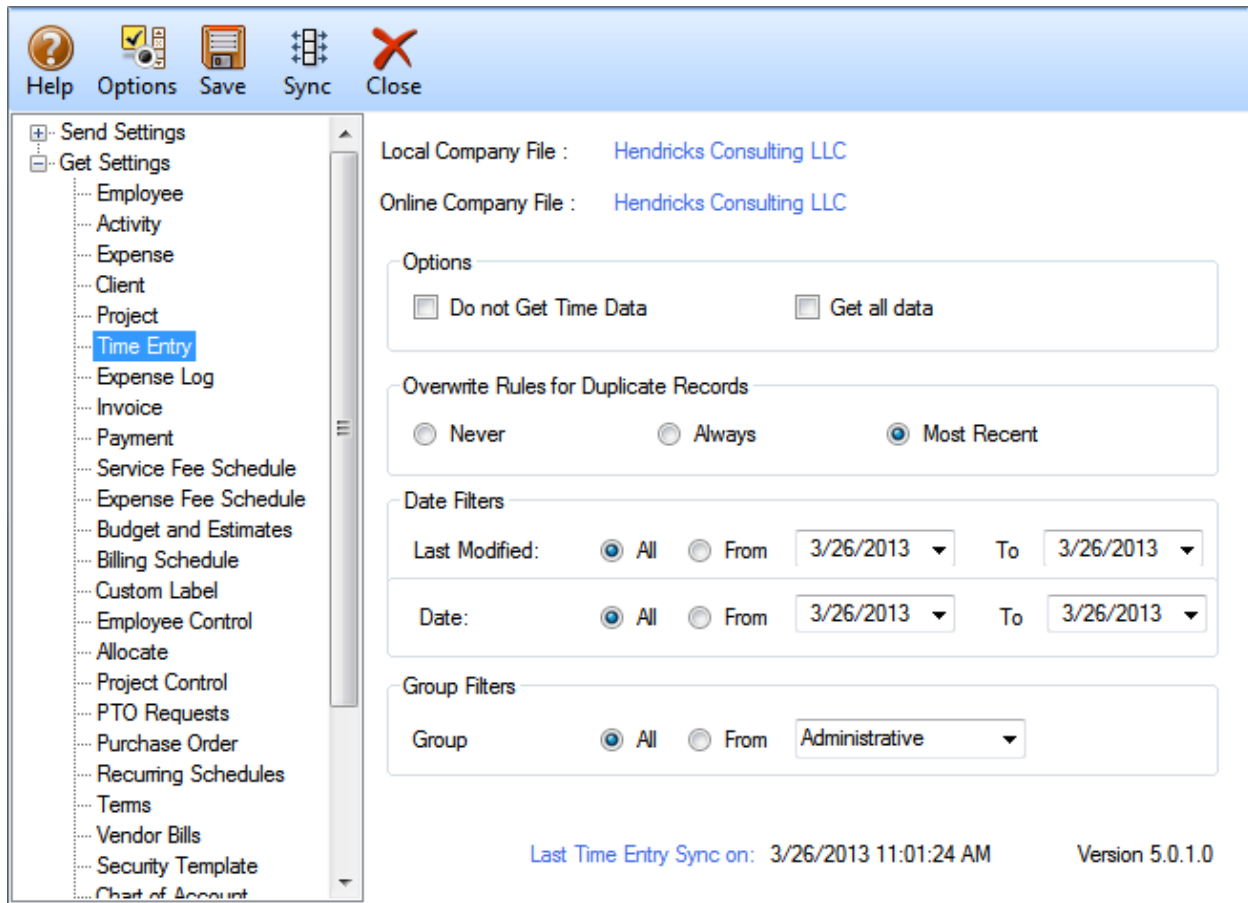 Help Options Save Sync Close
Send Settings
Get Settings
Employee
Activity
Expense
Client
Project
Time Entry
Expense Log
Invoice
Payment
Service Fee Schedule
Expense Fee Schedule
Budget and Estimates
Billing Schedule
Custom Label
Employee Control
Allocate
Project Control
PTO Requests
Purchase Order
Recurring Schedules
Terms
Vendor Bills
Security Template
Chart of Account
Local Company File : Hendricks Consulting LLC
Online Company File : Hendricks Consulting LLC
Options
Do not Get Time Data Get all data
Overwrite Rules for Duplicate Records
Never Always Most Recent
Date Filters
Last Modified: All From 3/26/2013 To 3/26/2013
Date: All From 3/26/2013 To 3/26/2013
Group Filters
Group All From Administrative
Last Time Entry Sync on: 3/26/2013 11:01:24 AM Version 5.0.1.0